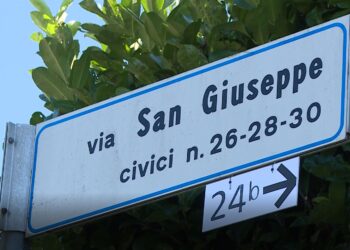 via San Giuseppe
civici n. 26-28-30
24b